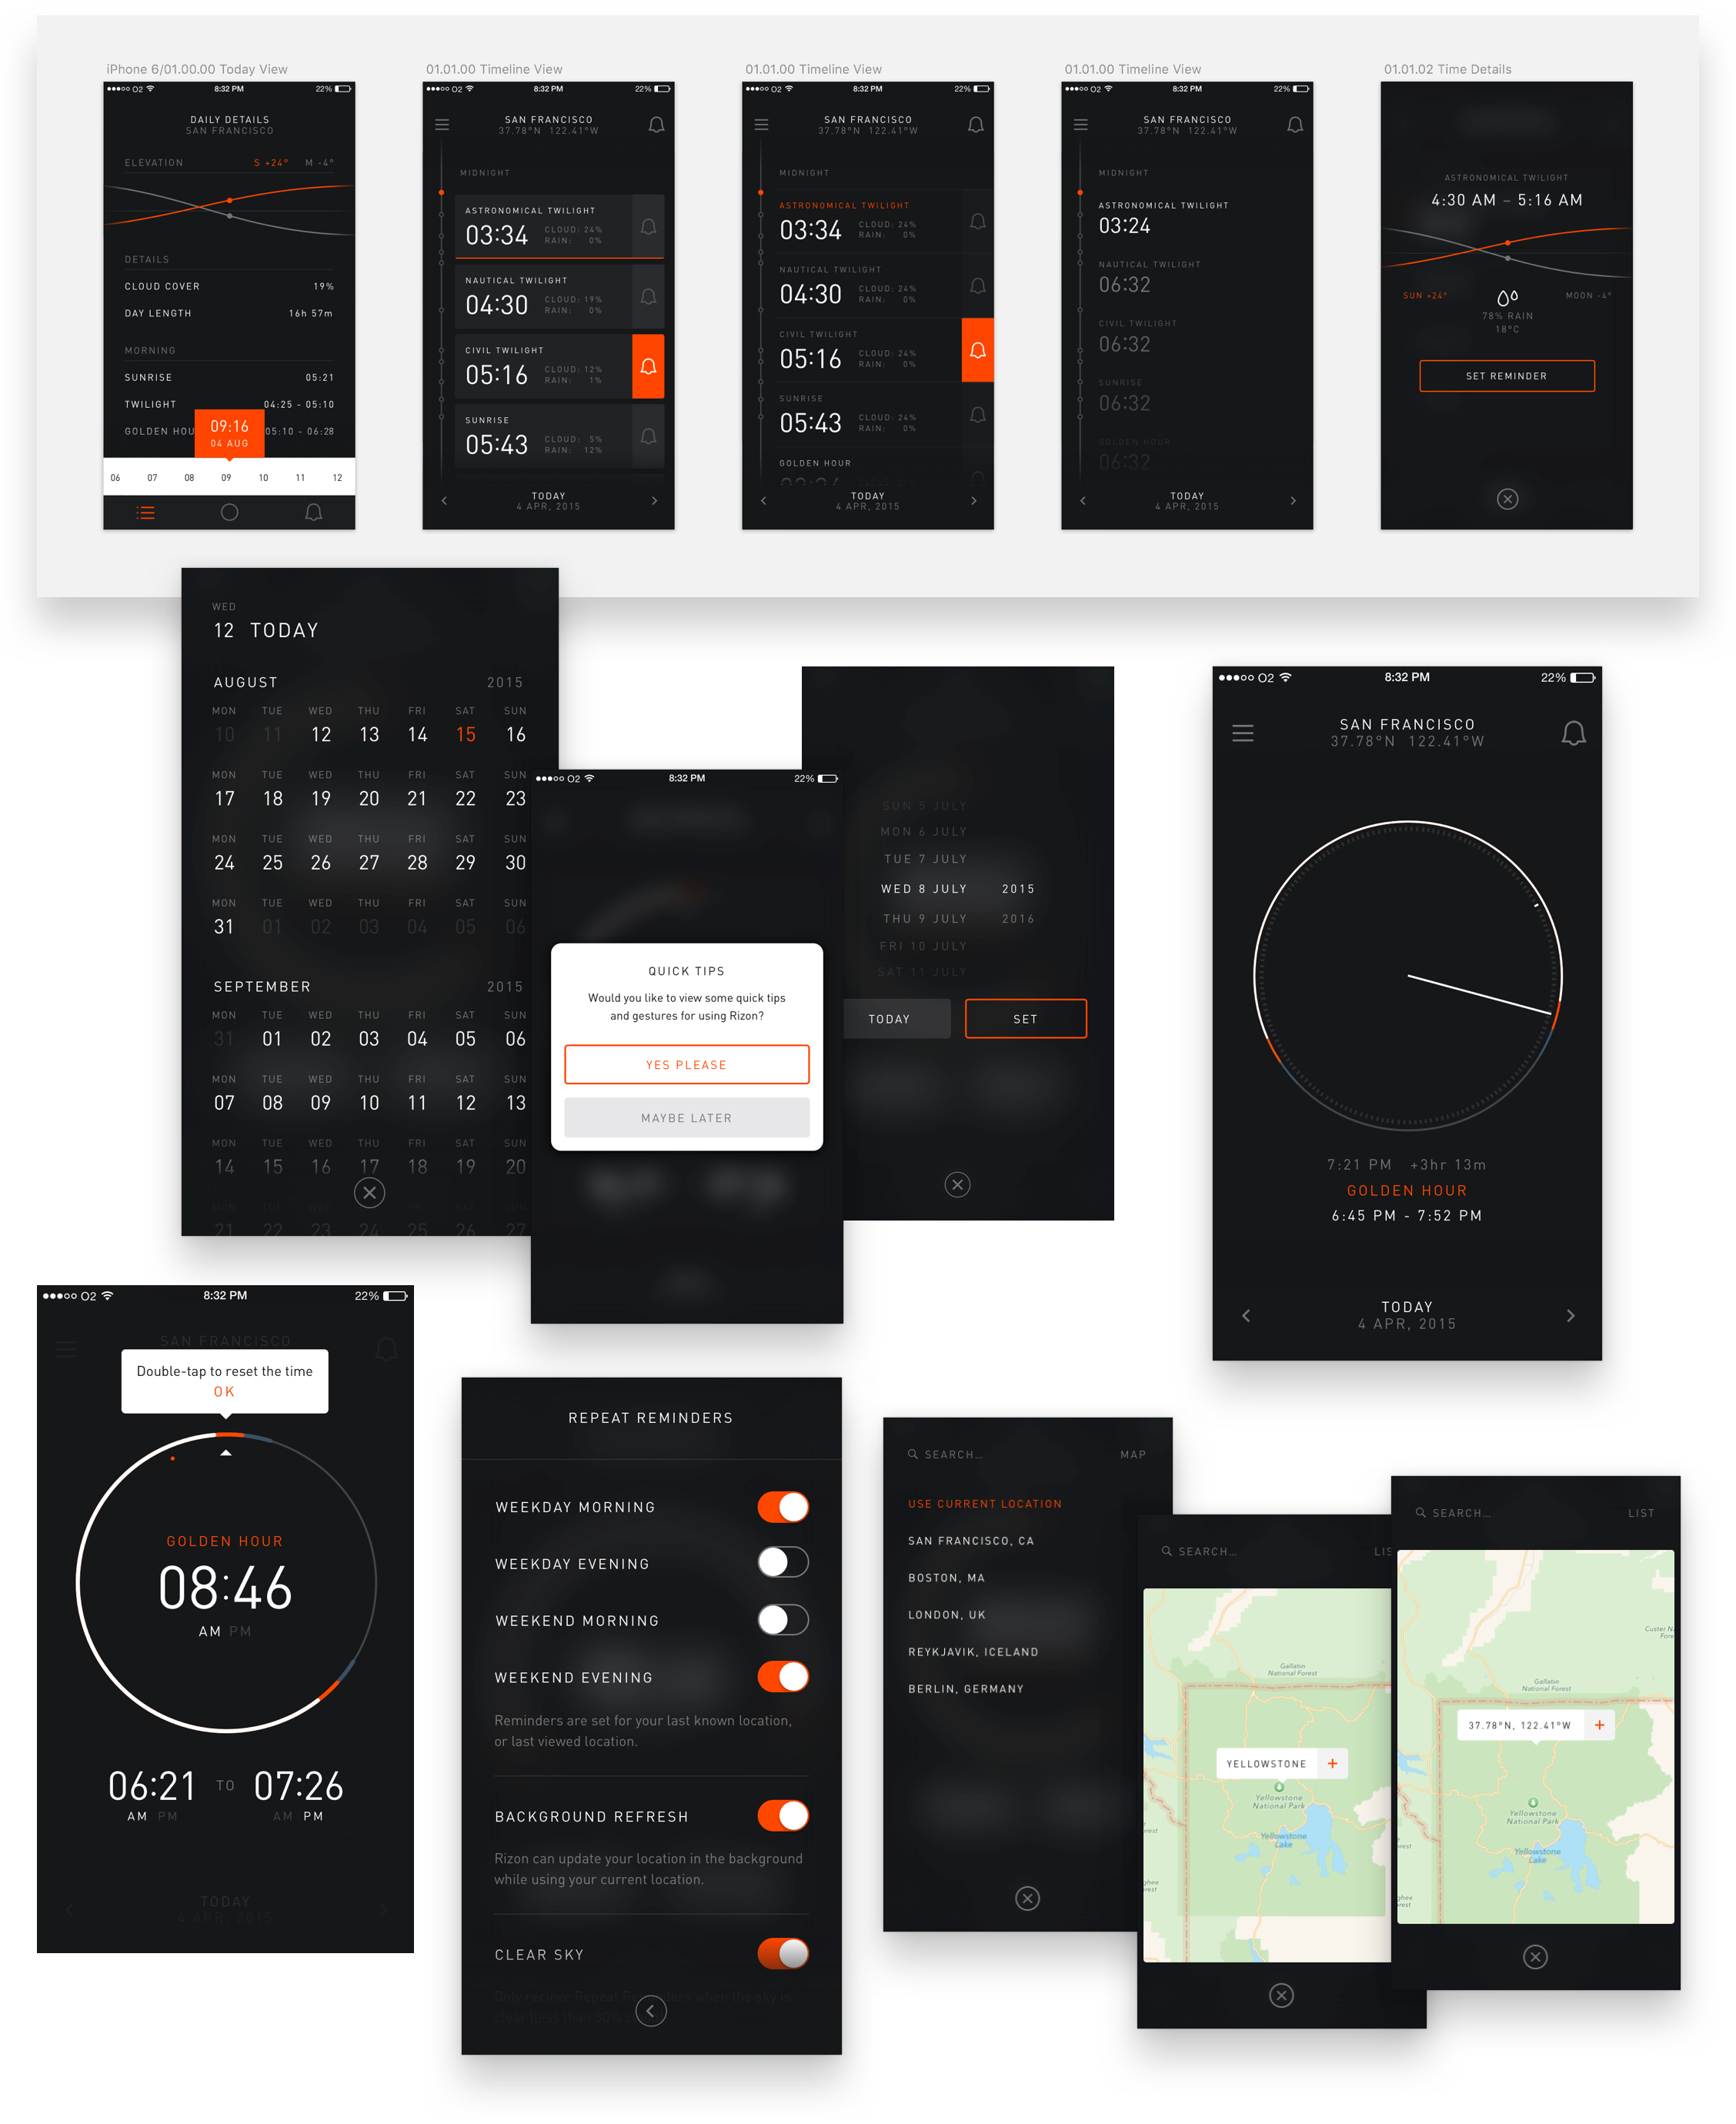 iPhone 6/01.00.00 Today View
O2 8:32 PM 22%
DAILY DETAILS
SAN FRANCISCO
ELEVATION S +24° M -4°
DETAILS
CLOUD COVER 19%
DAY LENGTH 16h 57m
MORNING
SUNRISE 05:21
TWILIGHT 04:25 - 05:10
GOLDEN HOU 05:10 - 06:28
09:16
04 AUG
06 07 08 09 10 11 12
01.01.00 Timeline View
O2 8:32 PM 22%
SAN FRANCISCO
37.78°N 122.41°W
MIDNIGHT
ASTRONOMICAL TWILIGHT
03:34 CLOUD: 24%
RAIN: 0%
NAUTICAL TWILIGHT
04:30 CLOUD: 19%
RAIN: 0%
CIVIL TWILIGHT
05:16 CLOUD: 12%
RAIN: 1%
SUNRISE
05:43 CLOUD: 5%
RAIN: 12%
TODAY
4 APR, 2015
01.01.00 Timeline View
O2 8:32 PM 22%
SAN FRANCISCO
37.78°N 122.41°W
MIDNIGHT
ASTRONOMICAL TWILIGHT
03:34 CLOUD: 24%
RAIN: 0%
NAUTICAL TWILIGHT
04:30 CLOUD: 24%
RAIN: 0%
CIVIL TWILIGHT
05:16 CLOUD: 24%
RAIN: 0%
SUNRISE
05:43 CLOUD: 24%
RAIN: 0%
GOLDEN HOUR
TODAY
4 APR, 2015
01.01.00 Timeline View
O2 8:32 PM 22%
SAN FRANCISCO
37.78°N 122.41°W
MIDNIGHT
ASTRONOMICAL TWILIGHT
03:24
NAUTICAL TWILIGHT
06:32
CIVIL TWILIGHT
06:32
SUNRISE
06:32
GOLDEN HOUR
06:32
TODAY
4 APR, 2015
01.01.02 Time Details
ASTRONOMICAL TWILIGHT
4:30 AM – 5:16 AM
SUN +24° MOON -4°
78% RAIN
18°C
SET REMINDER
WED
12 TODAY
AUGUST 2015
MON TUE WED THU FRI SAT SUN
10 11 12 13 14 15 16
MON TUE WED THU FRI SAT SUN
17 18 19 20 21 22 23
MON TUE WED THU FRI SAT SUN
24 25 26 27 28 29 30
MON TUE WED THU FRI SAT SUN
31 01 02 03 04 05 06
SEPTEMBER 2015
MON TUE WED THU FRI SAT SUN
31 01 02 03 04 05 06
MON TUE WED THU FRI SAT SUN
07 08 09 10 11 12 13
MON TUE WED THU FRI SAT SUN
14 15 16 17 18 19 20
21 22 23 24 25 26 27
O2 8:32 PM 22%
QUICK TIPS
Would you like to view some quick tips
and gestures for using Rizon?
YES PLEASE
MAYBE LATER
SUN 5 JULY
MON 6 JULY
TUE 7 JULY
WED 8 JULY 2015
THU 9 JULY 2016
FRI 10 JULY
SAT 11 JULY
TODAY SET
O2 8:32 PM 22%
SAN FRANCISCO
37.78°N 122.41°W
7:21 PM +3hr 13m
GOLDEN HOUR
6:45 PM - 7:52 PM
TODAY
4 APR, 2015
O2 8:32 PM 22%
SAN FRANCISCO
Double-tap to reset the time
OK
GOLDEN HOUR
08:46
AM PM
06:21 TO 07:26
AM PM AM PM
TODAY
4 APR, 2015
REPEAT REMINDERS
WEEKDAY MORNING
WEEKDAY EVENING
WEEKEND MORNING
WEEKEND EVENING
Reminders are set for your last known location,
or last viewed location.
BACKGROUND REFRESH
Rizon can update your location in the background
while using your current location.
CLEAR SKY
Only recieve Repeat Reminders when the sky is
clear (less than 30%
SEARCH... MAP
USE CURRENT LOCATION
SAN FRANCISCO, CA
BOSTON, MA
LONDON, UK
REYKJAVIK, ICELAND
BERLIN, GERMANY
SEARCH... LIS
Gallatin
National Forest
YELLOWSTONE +
Yellowstone
National Park
Yellowstone
Lake
SEARCH... LIST
Gallatin
National Forest
37.78°N, 122.41°W +
Yellowstone
National Park
Yellowstone
Lake